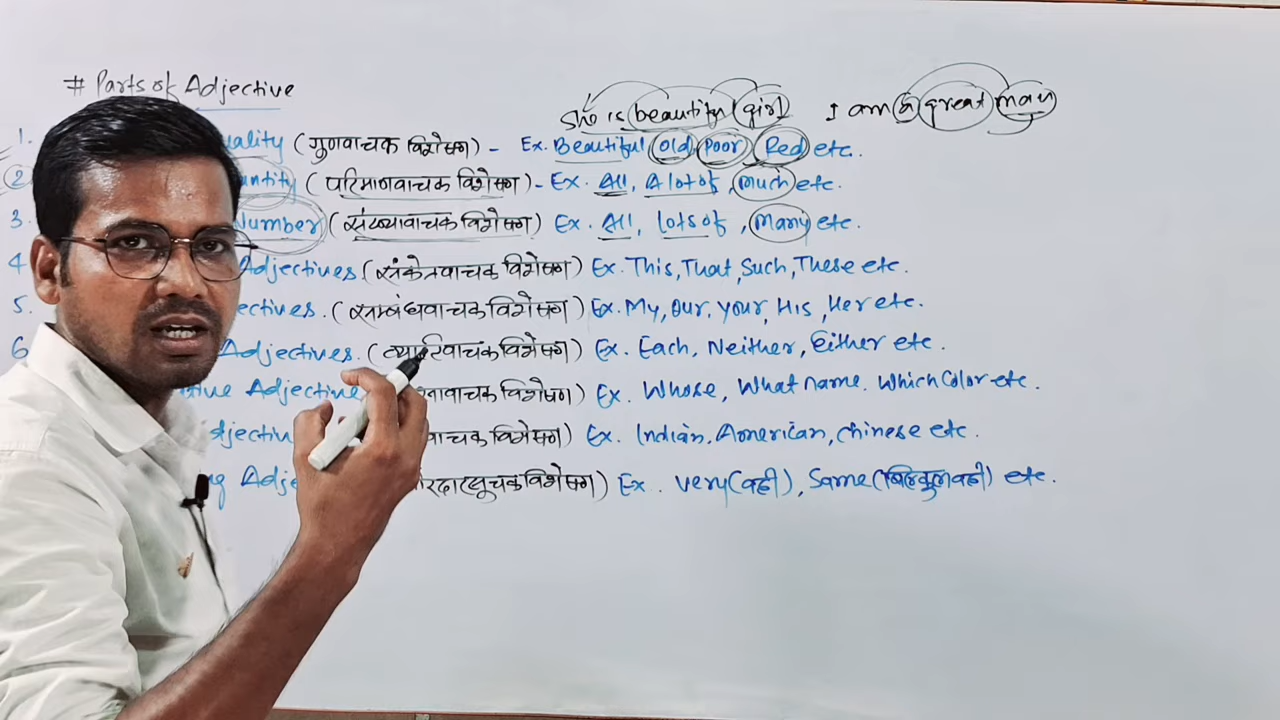 # Parts of Adjective
She is beautiful girl I am a great man
1. uality (गुणवाचक विशेषण) - Ex. Beautiful Old, Poor, Red etc.
2 antity (परिमाणवाचक विशेषण) - Ex. All, A lot of, Much etc.
3. Number (संख्यावाचक विशेषण) Ex. All, lots of, Many etc.
4 Adjectives (संकेतवाचक विशेषण) Ex. This, That, Such, These etc.
5. ectives. (सम्बंधवाचक विशेषण) Ex. My, Our, your, His, Her etc.
6 Adjectives. ( विशेषण) Ex. Each, Neither, Either etc.
tive Adjective वाचक विशेषण) Ex. Whose, What name. Which Color etc.
djectiv वाचक विशेषण) Ex. Indian, American, Chinese etc.
g Adje रदारसूचक विशेषण) Ex. very (वही), Same (बिल्कुल वही) etc.